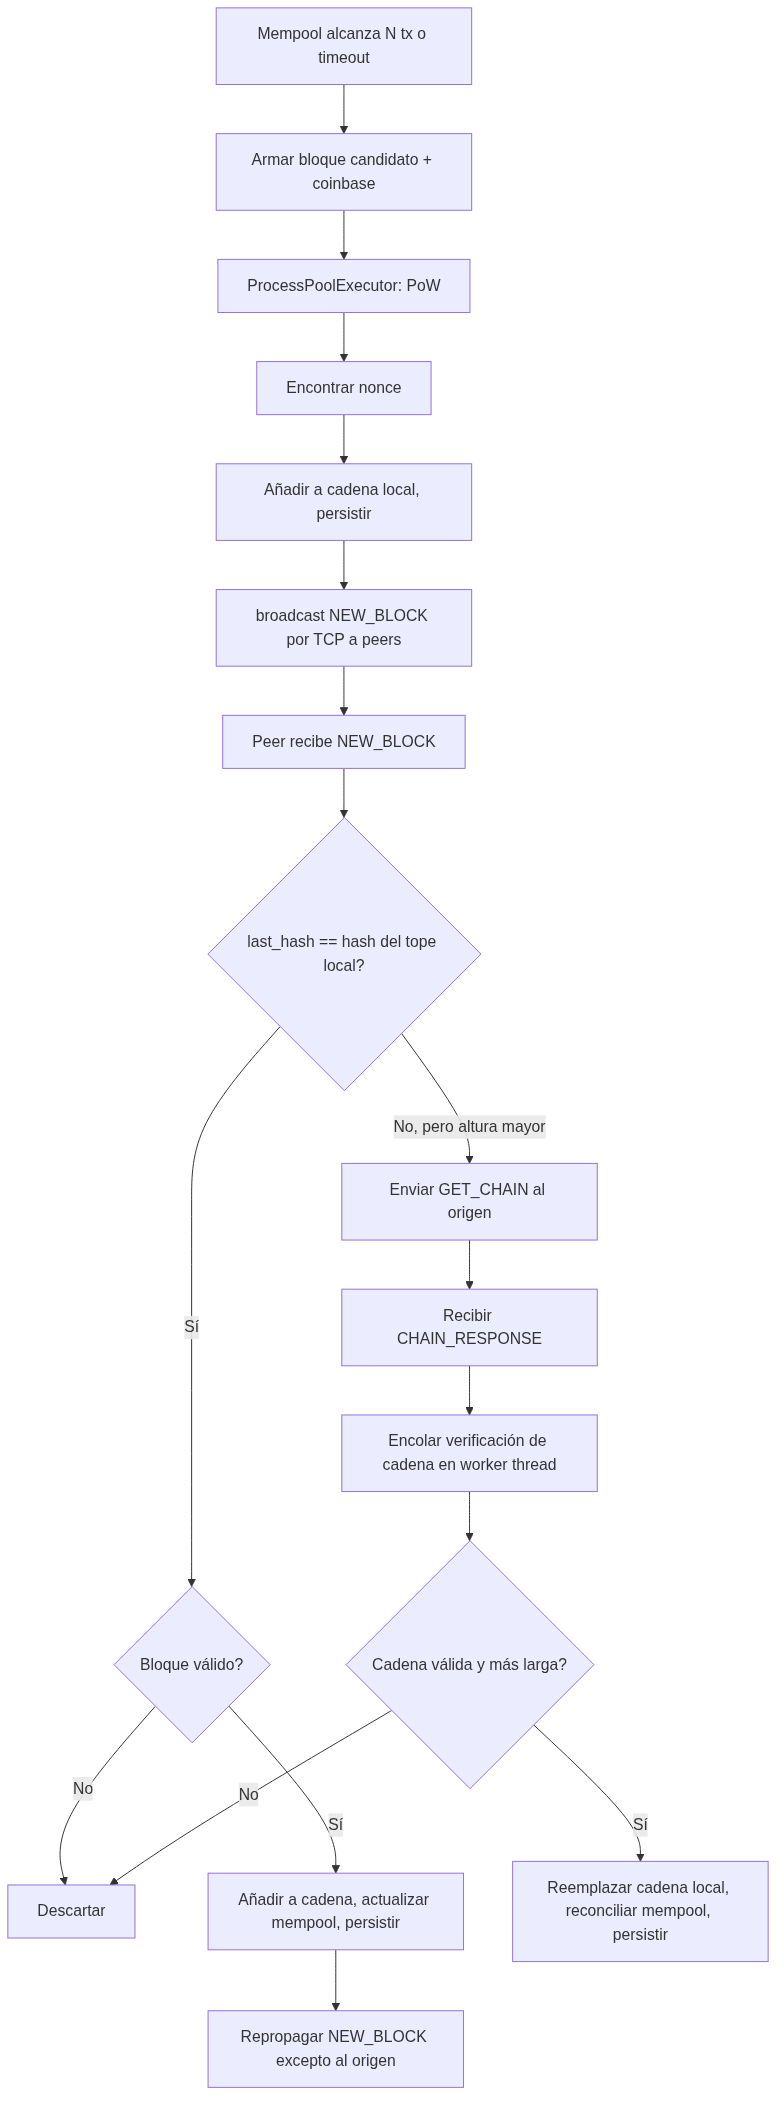 Mempool alcanza N tx o
timeout
Armar bloque candidato +
coinbase
ProcessPoolExecutor: PoW
Encontrar nonce
Añadir a cadena local,
persistir
broadcast NEW_BLOCK
por TCP a peers
Peer recibe NEW_BLOCK
last_hash == hash del tope
local?
No, pero altura mayor
Enviar GET_CHAIN al
origen
Sí
Recibir
CHAIN_RESPONSE
Encolar verificación de
cadena en worker thread
Bloque válido?
Cadena válida y más larga?
No
No
Sí
Sí
Descartar
Añadir a cadena, actualizar
mempool, persistir
Reemplazar cadena local,
reconciliar mempool,
persistir
Repropagar NEW_BLOCK
excepto al origen